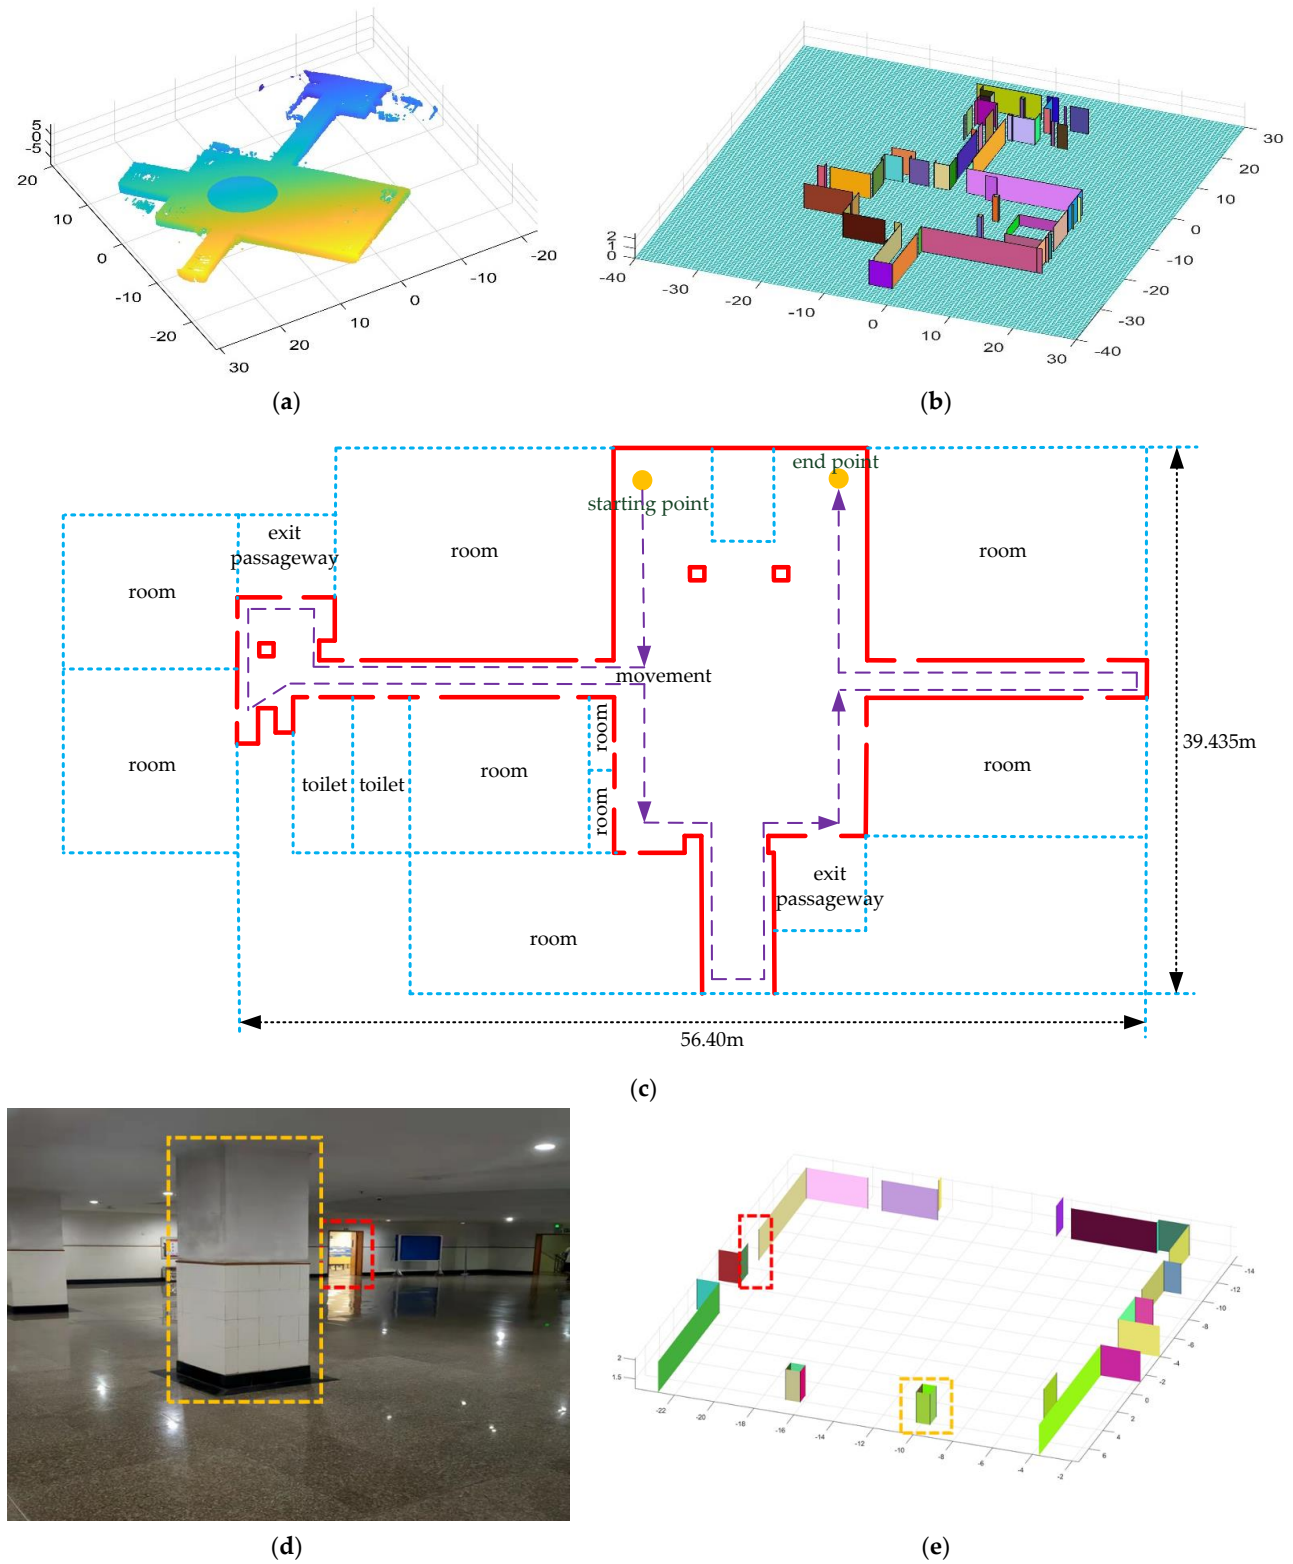 5
0
-5
20
10
0
-10
-20
30
20
10
0
-10
-20
(a)
2
1
0
-40
-30
-20
-10
0
10
20
30
-40
-30
-20
-10
0
10
20
30
(b)
end point
starting point
exit
passageway
room
room
room
movement
room
39.435m
room
toilet
toilet
room
room
room
exit
passageway
room
56.40m
(c)
2
1.5
-22
-20
-18
-16
-14
-12
-10
-8
-6
-4
-2
6
4
2
0
-2
-4
-6
-8
-10
-12
-14
(d)
(e)